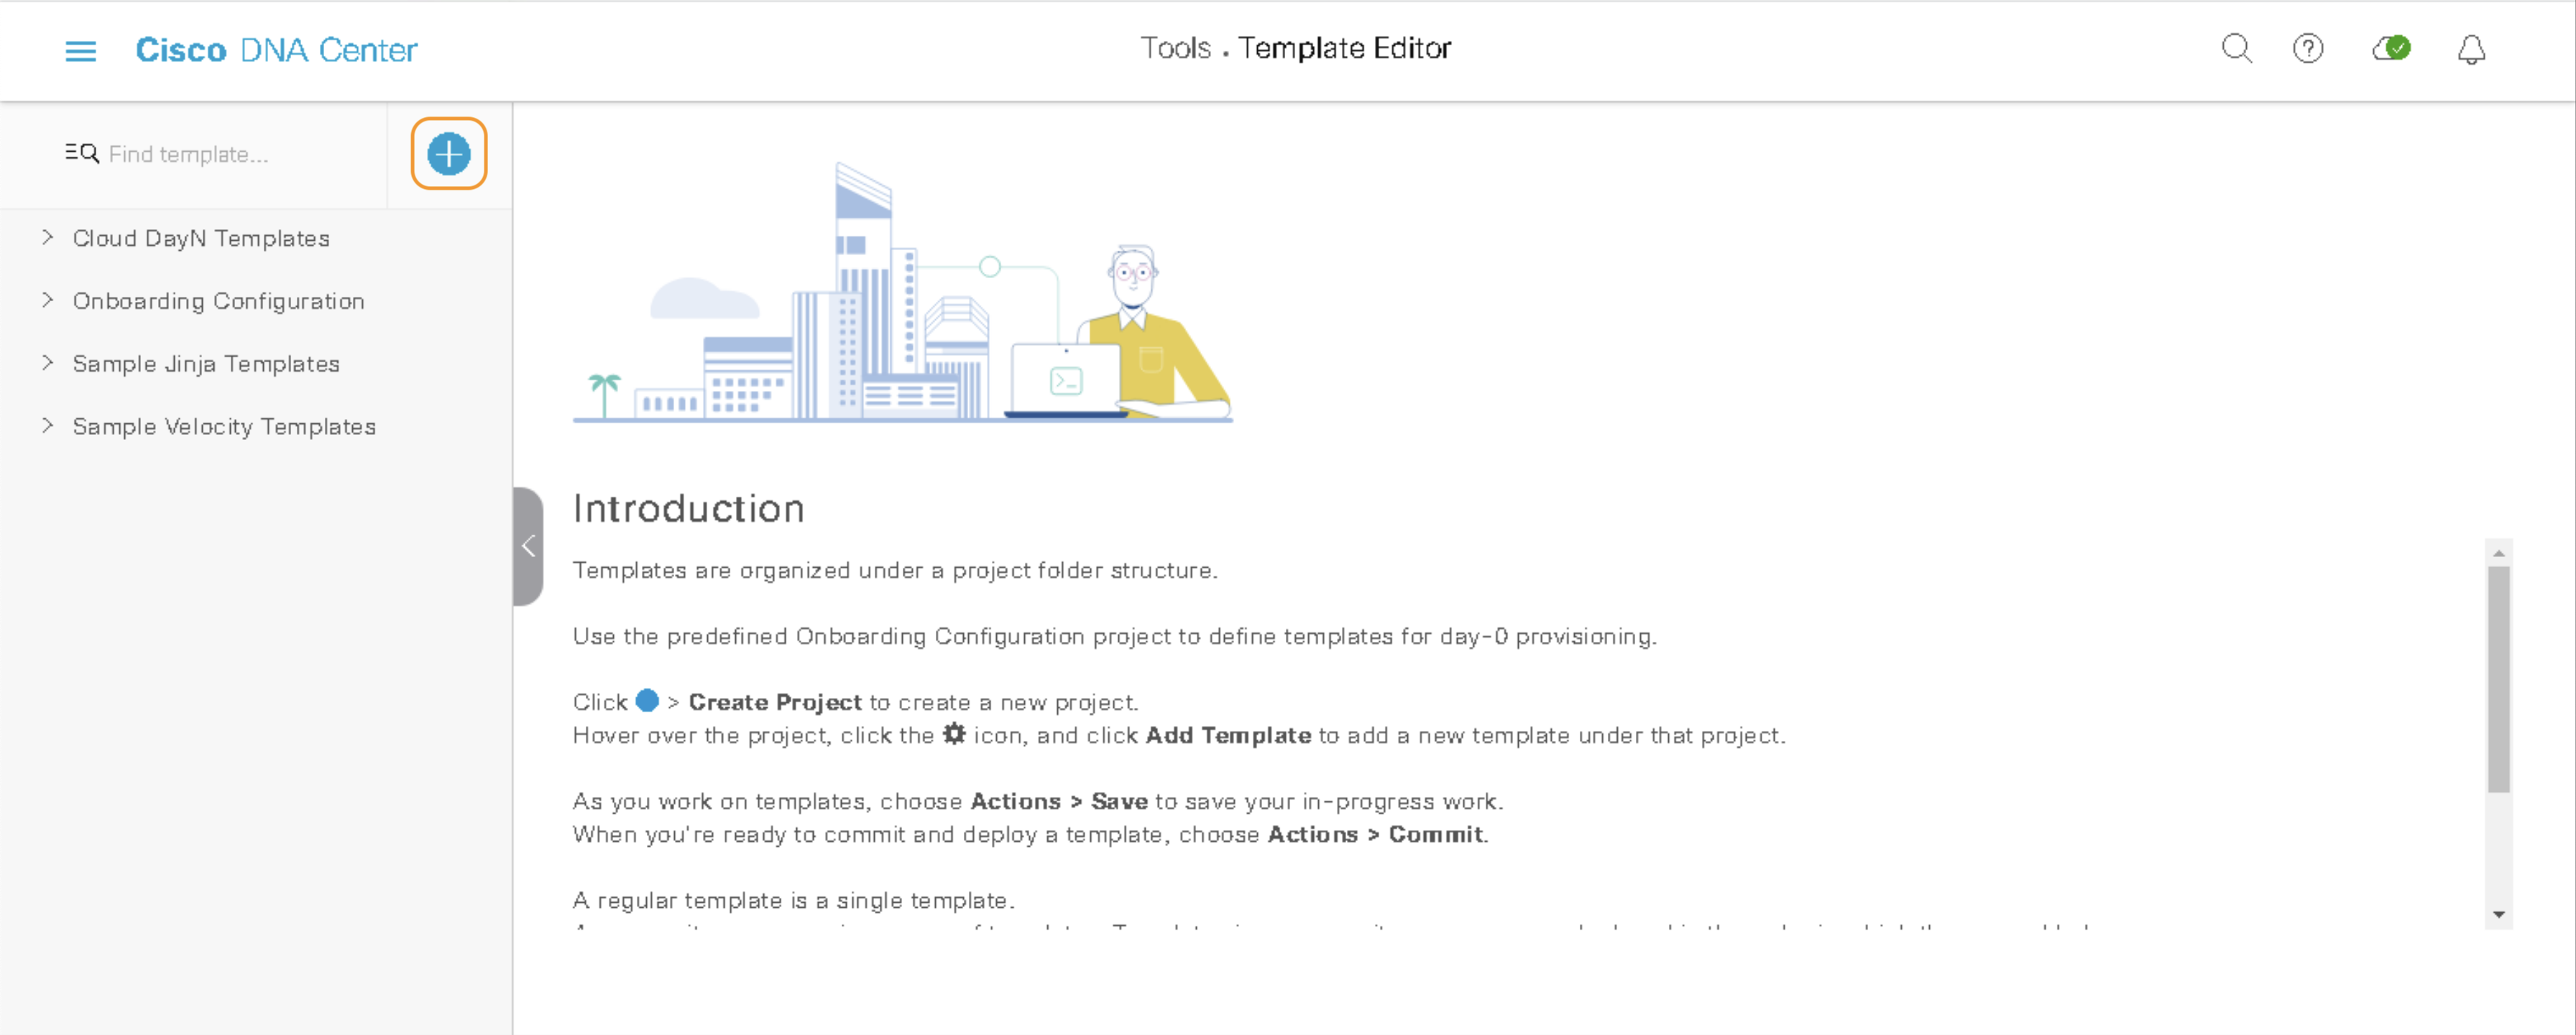 Cisco DNA Center
Tools . Template Editor
Find template...
Cloud DayN Templates
Onboarding Configuration
Sample Jinja Templates
Sample Velocity Templates
Introduction
Templates are organized under a project folder structure.
Use the predefined Onboarding Configuration project to define templates for day-0 provisioning.
Click > Create Project to create a new project.
Hover over the project, click the icon, and click Add Template to add a new template under that project.
As you work on templates, choose Actions > Save to save your in-progress work.
When you're ready to commit and deploy a template, choose Actions > Commit.
A regular template is a single template.